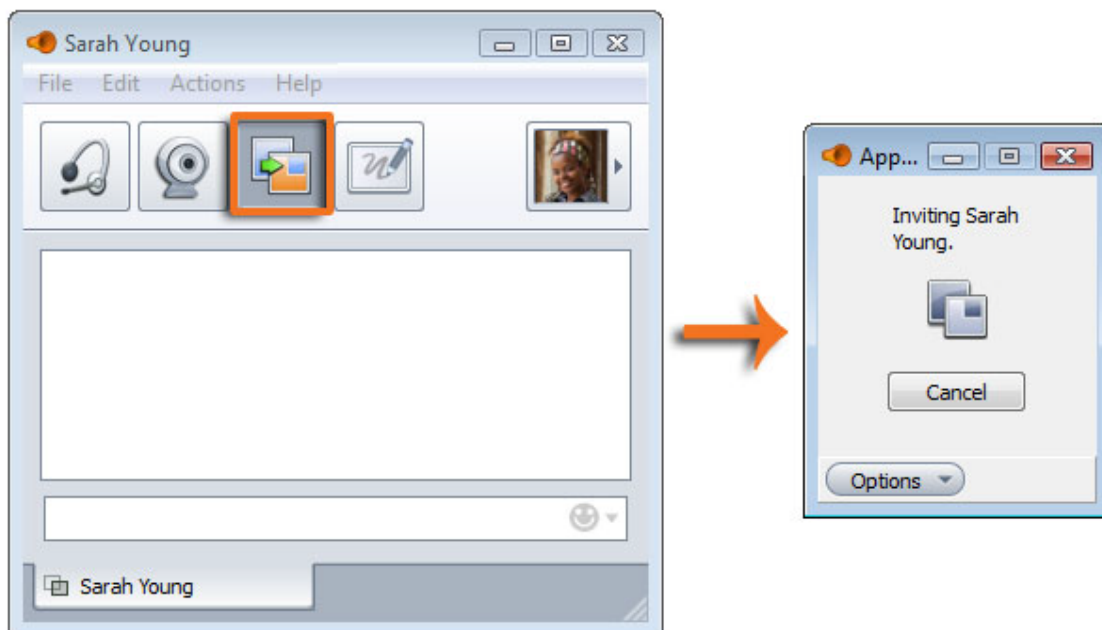 Sarah Young
File Edit Actions Help
Sarah Young
App...
Inviting Sarah
Young.
Cancel
Options